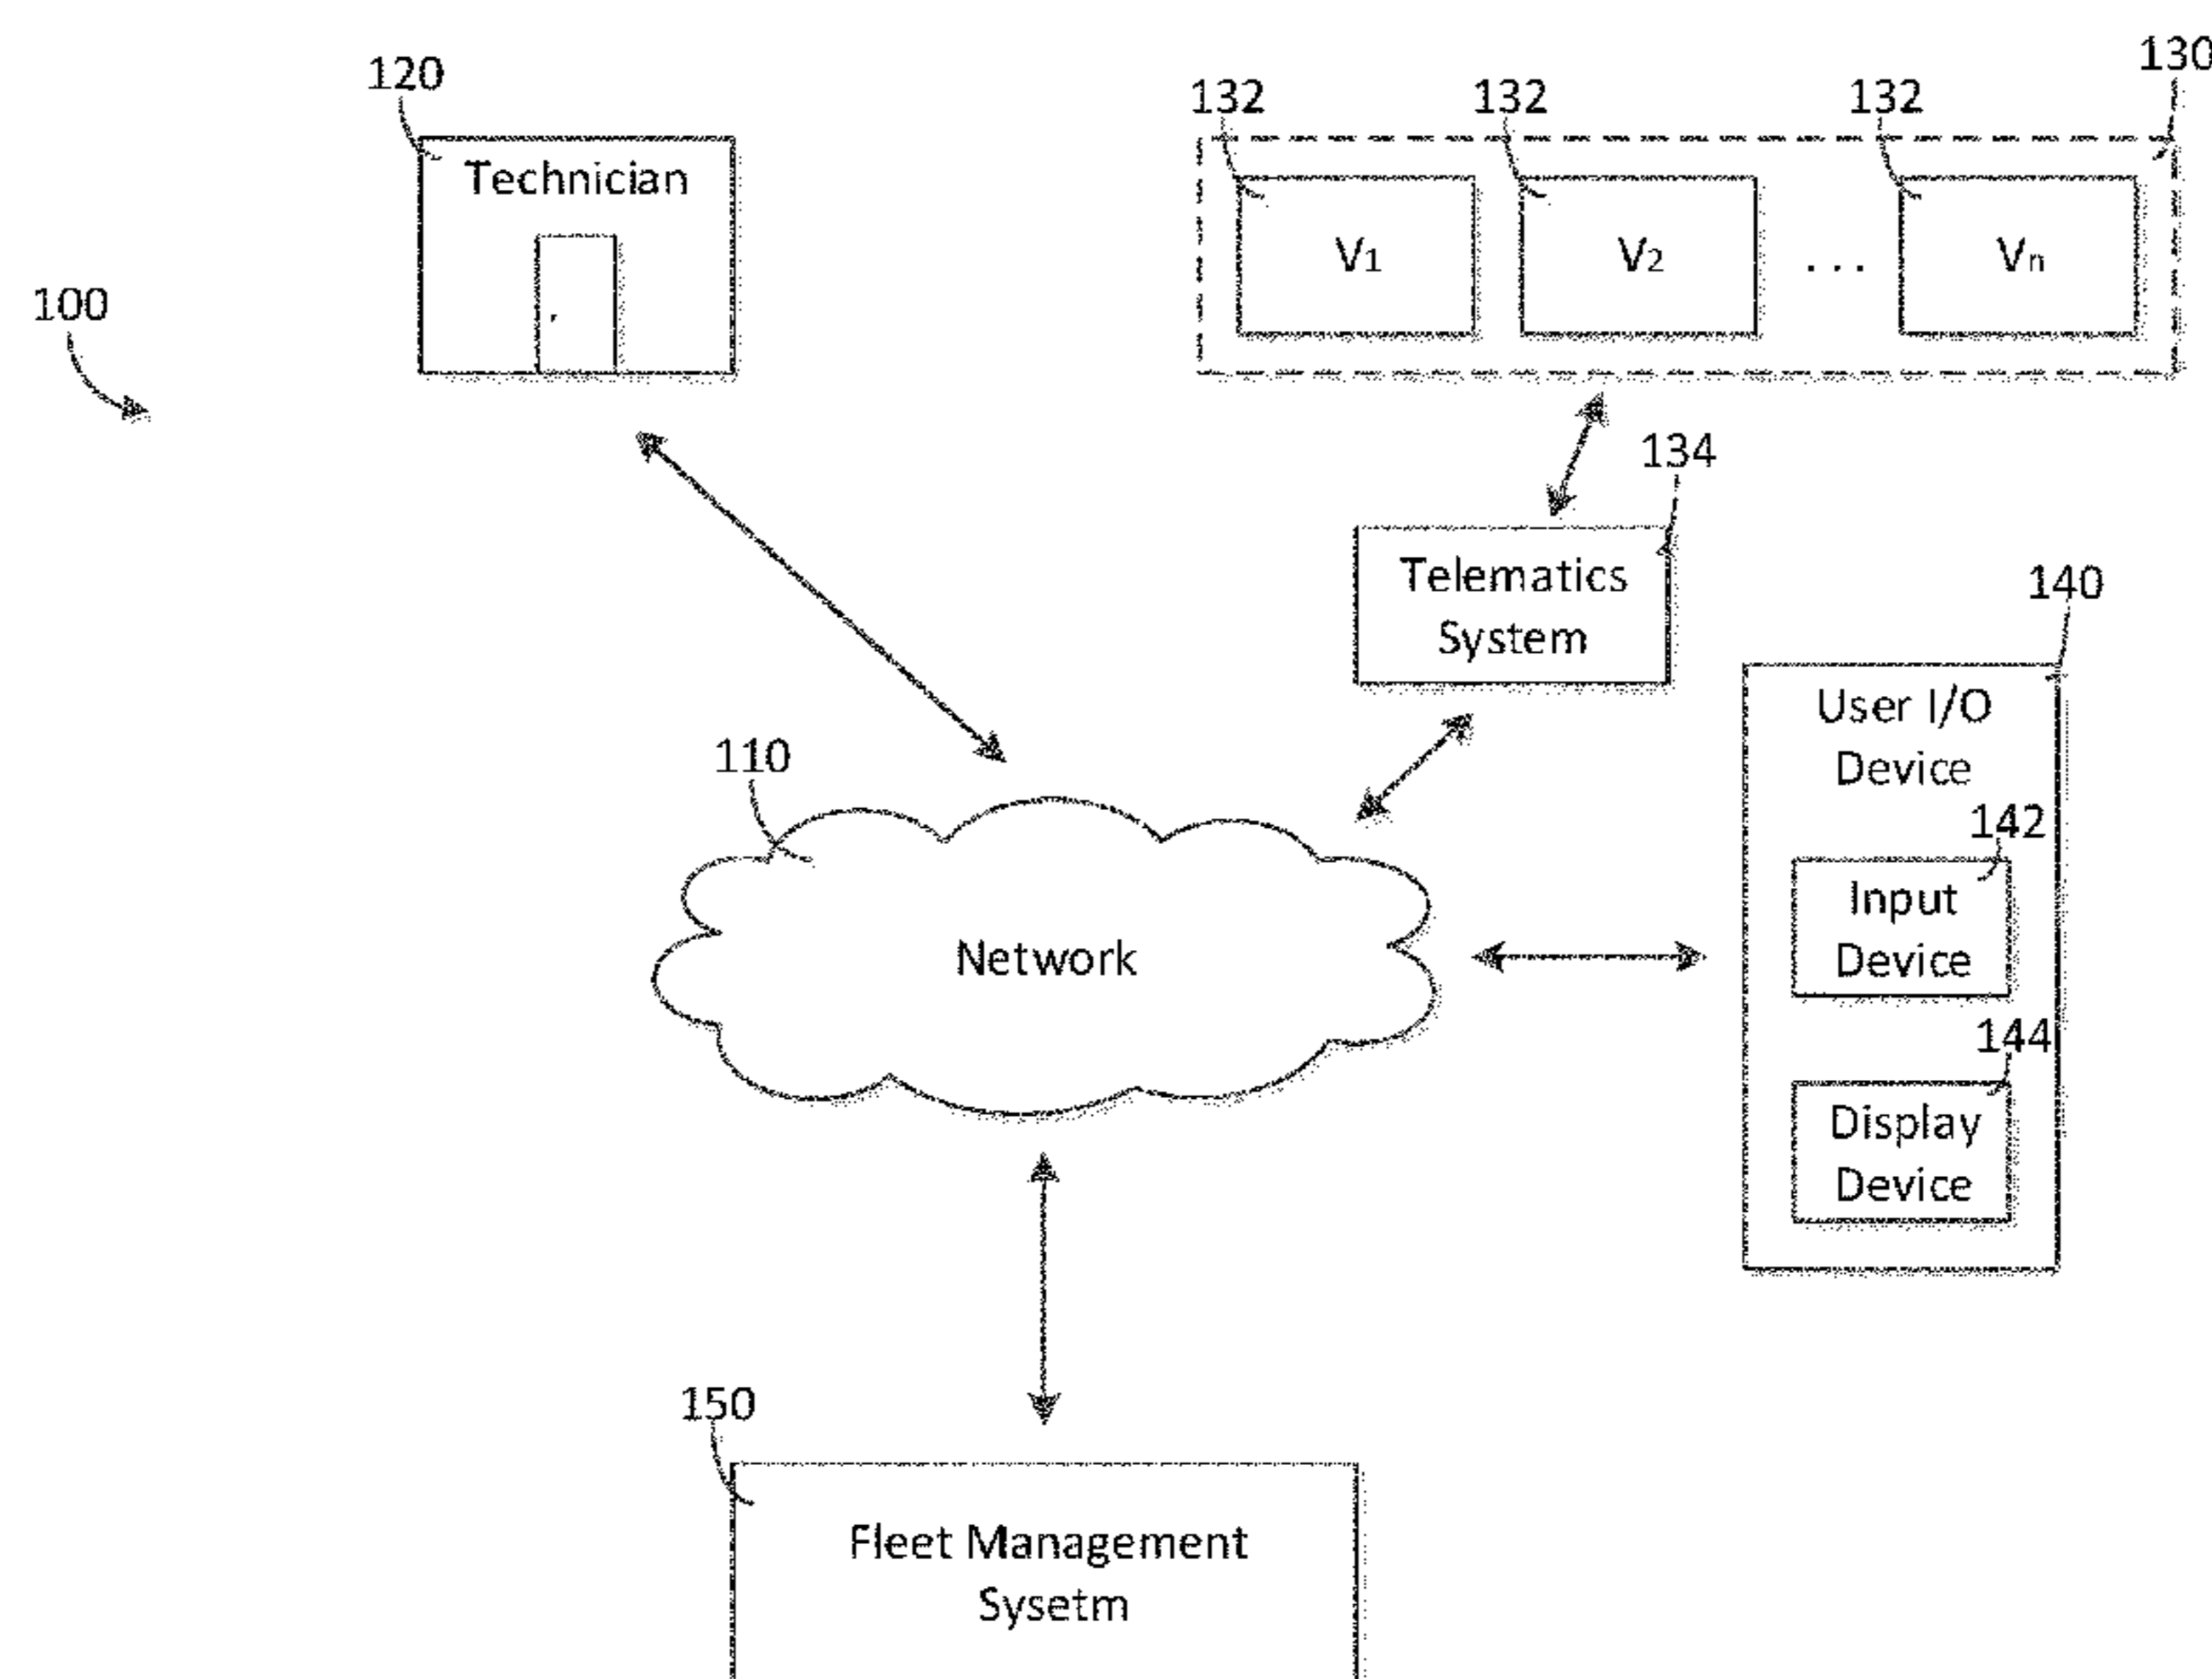 120
130
132
132
132
Technician
V1
V2
...
Vn
100
134
Telematics
System
140
User I/O
Device
110
142
Input
Device
Network
144
Display
Device
150
Fleet Management
Sysetm